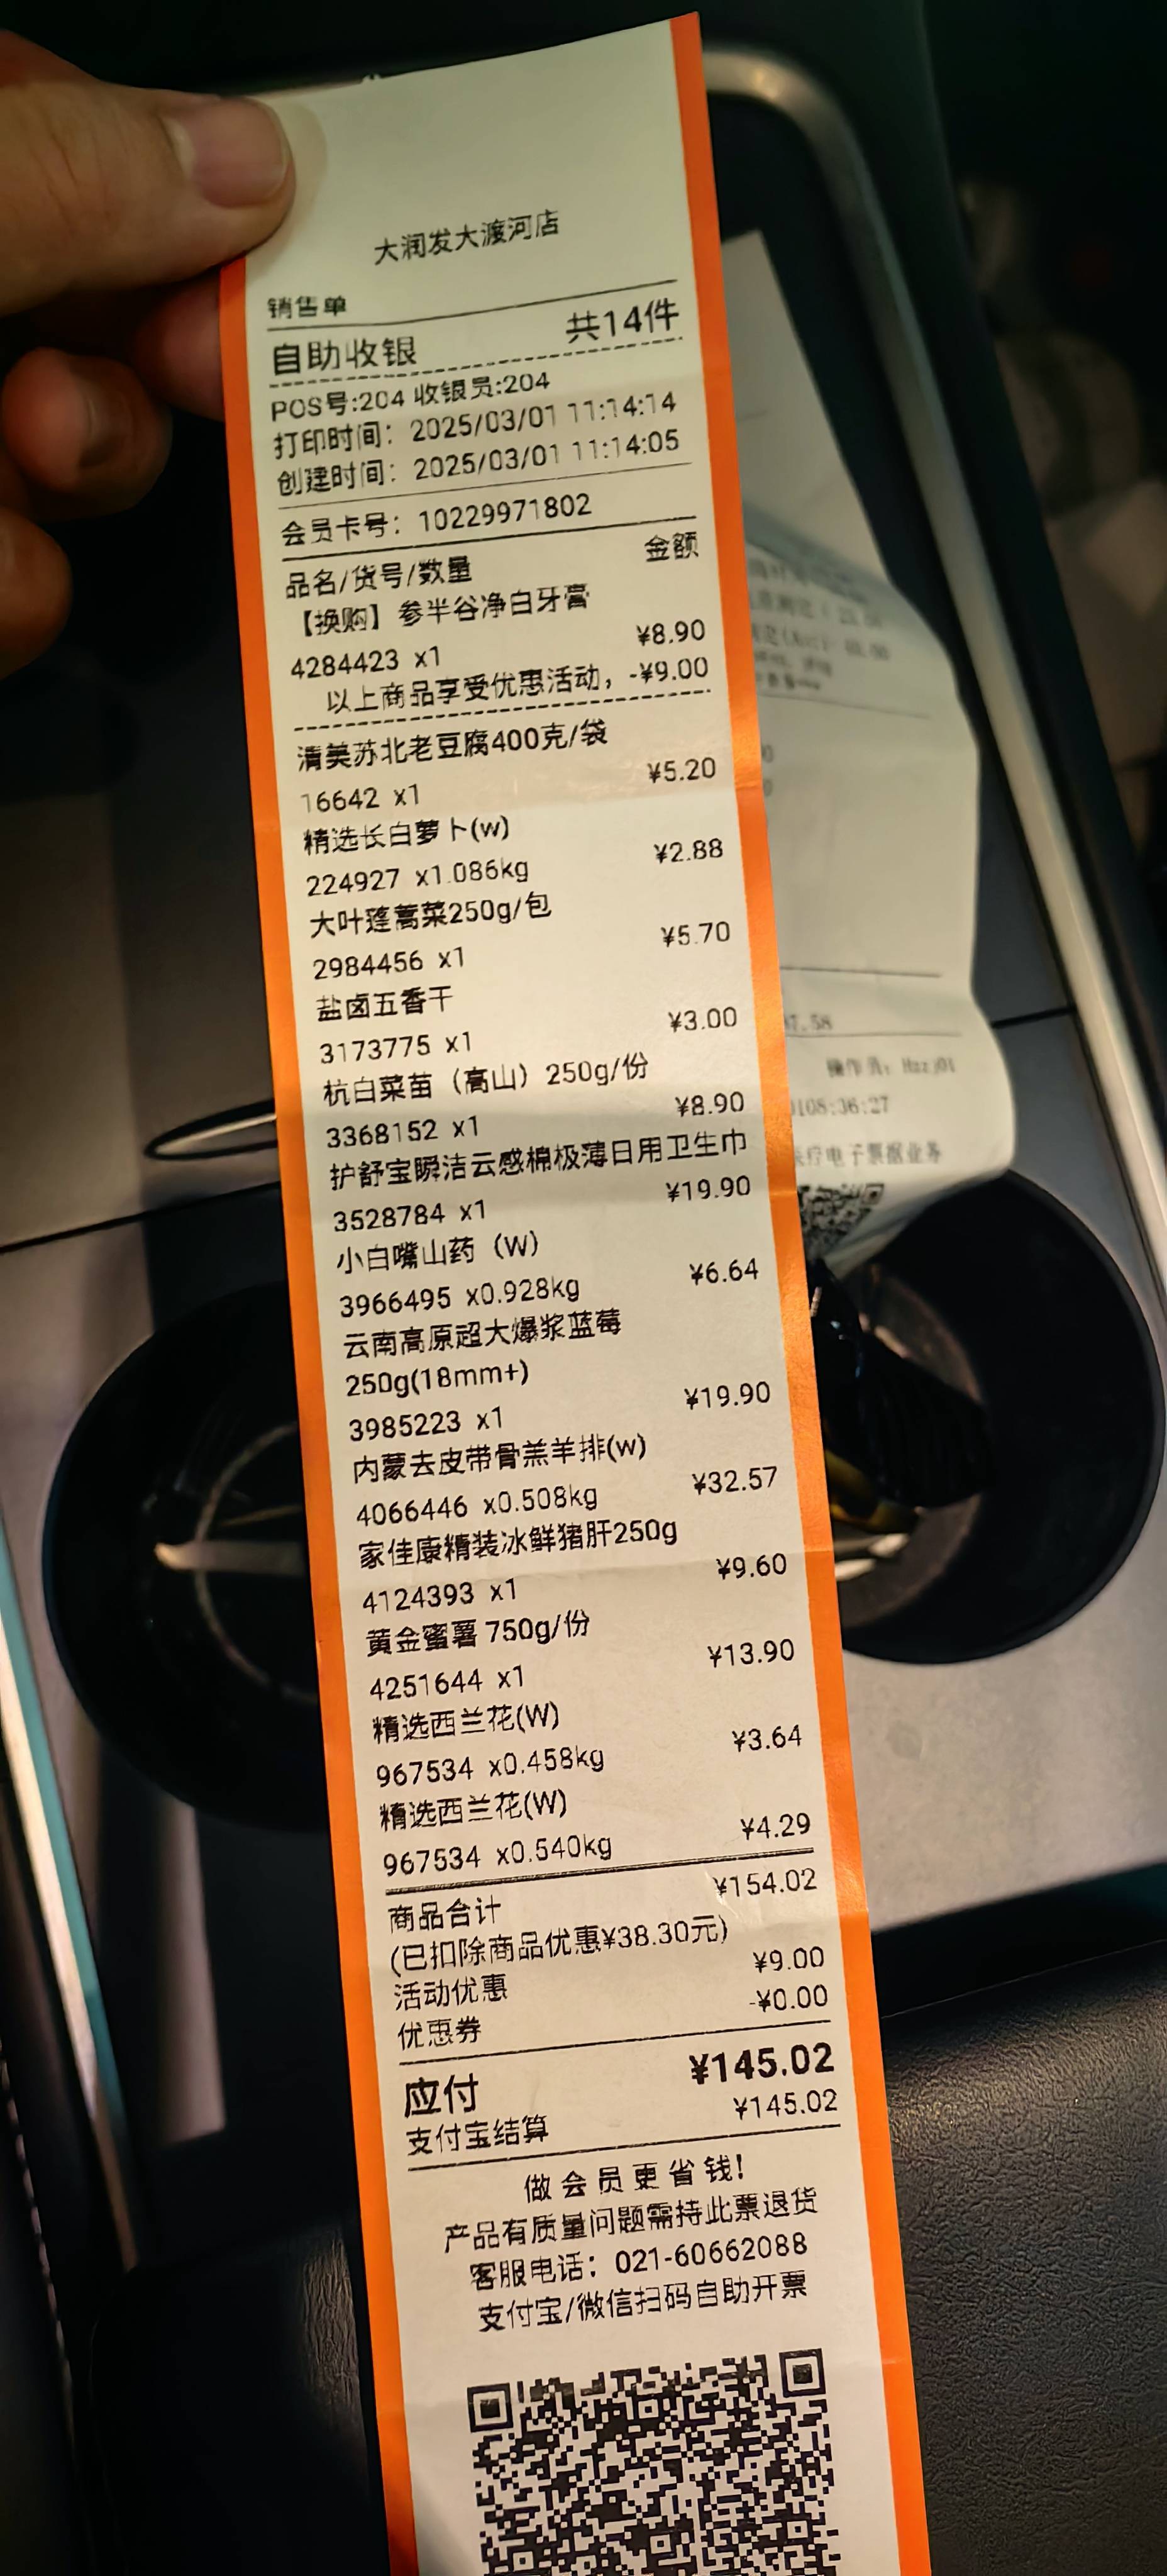 大润发大渡河店
销售单
自助收银 共14件
POS号:204 收银员:204
打印时间：2025/03/01 11:14:14
创建时间：2025/03/01 11:14:05
会员卡号：10229971802
品名/货号/数量 金额
【换购】参半谷净白牙膏
4284423 x1 ¥8.90
以上商品享受优惠活动，-¥9.00
清美苏北老豆腐400克/袋
16642 x1 ¥5.20
精选长白萝卜(w)
224927 x1.086kg ¥2.88
大叶蓬蒿菜250g/包
2984456 x1 ¥5.70
盐卤五香干
3173775 x1 ¥3.00
杭白菜苗（高山）250g/份
3368152 x1 ¥8.90
护舒宝瞬洁云感棉极薄日用卫生巾
3528784 x1 ¥19.90
小白嘴山药（W）
3966495 x0.928kg ¥6.64
云南高原超大爆浆蓝莓
250g(18mm+)
3985223 x1 ¥19.90
内蒙去皮带骨羔羊排(w)
4066446 x0.508kg ¥32.57
家佳康精装冰鲜猪肝250g
4124393 x1 ¥9.60
黄金蜜薯 750g/份
4251644 x1 ¥13.90
精选西兰花(W)
967534 x0.458kg ¥3.64
精选西兰花(W)
967534 x0.540kg ¥4.29
商品合计 ¥154.02
(已扣除商品优惠¥38.30元)
活动优惠 ¥9.00
优惠券 -¥0.00
应付 ¥145.02
支付宝结算 ¥145.02
做会员更省钱!
产品有质量问题需持此票退货
客服电话：021-60662088
支付宝/微信扫码自助开票
7.58
操作员：Hzzj01
0108:36:27
医疗电子票据业务